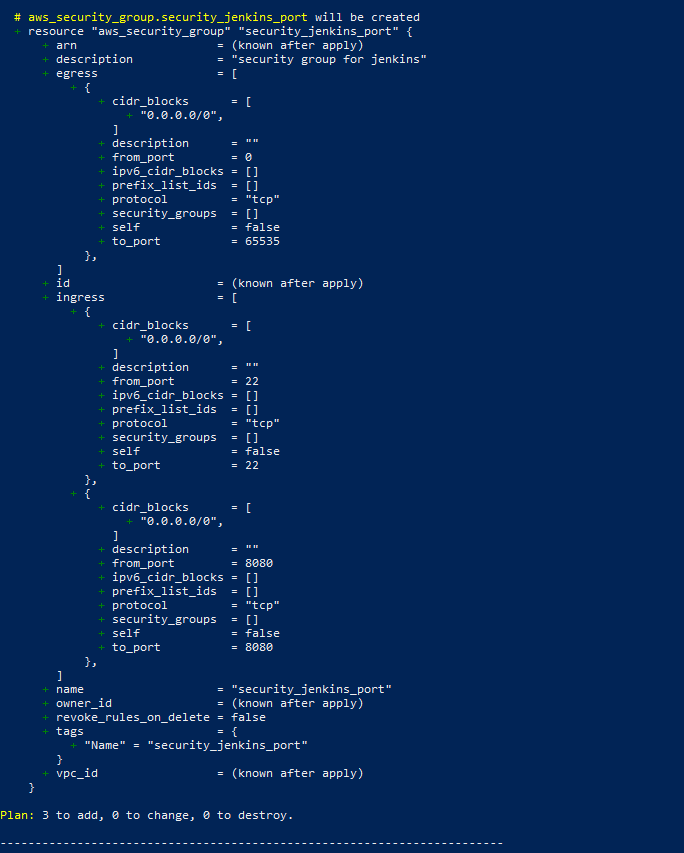 # aws_security_group.security_jenkins_port will be created
+ resource "aws_security_group" "security_jenkins_port" {
+ arn = (known after apply)
+ description = "security group for jenkins"
+ egress = [
+ {
+ cidr_blocks = [
+ "0.0.0.0/0",
]
+ description = ""
+ from_port = 0
+ ipv6_cidr_blocks = []
+ prefix_list_ids = []
+ protocol = "tcp"
+ security_groups = []
+ self = false
+ to_port = 65535
},
]
+ id = (known after apply)
+ ingress = [
+ {
+ cidr_blocks = [
+ "0.0.0.0/0",
]
+ description = ""
+ from_port = 22
+ ipv6_cidr_blocks = []
+ prefix_list_ids = []
+ protocol = "tcp"
+ security_groups = []
+ self = false
+ to_port = 22
},
+ {
+ cidr_blocks = [
+ "0.0.0.0/0",
]
+ description = ""
+ from_port = 8080
+ ipv6_cidr_blocks = []
+ prefix_list_ids = []
+ protocol = "tcp"
+ security_groups = []
+ self = false
+ to_port = 8080
},
]
+ name = "security_jenkins_port"
+ owner_id = (known after apply)
+ revoke_rules_on_delete = false
+ tags = {
+ "Name" = "security_jenkins_port"
}
+ vpc_id = (known after apply)
}
Plan: 3 to add, 0 to change, 0 to destroy.
------------------------------------------------------------------------